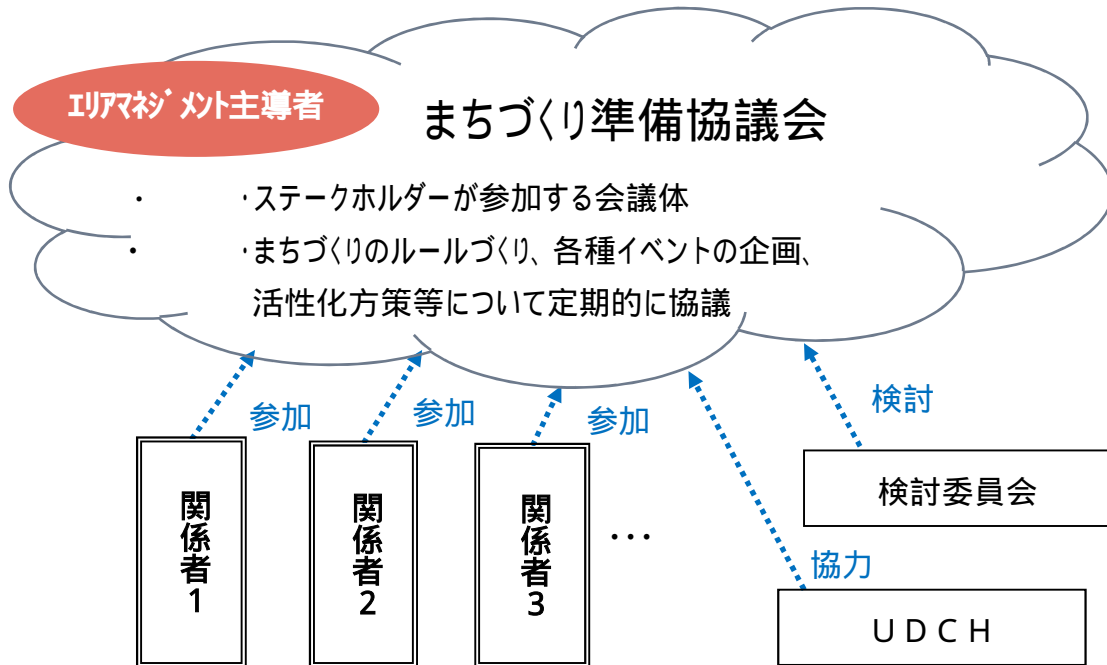 エリアマネジメント主導者
まちづくり準備協議会
・ ・ステークホルダーが参加する会議体
・ ・まちづくりのルールづくり、各種イベントの企画、
活性化方策等について定期的に協議
参加
参加
参加
検討
関係者1
関係者2
関係者3
…
検討委員会
協力
UDCH